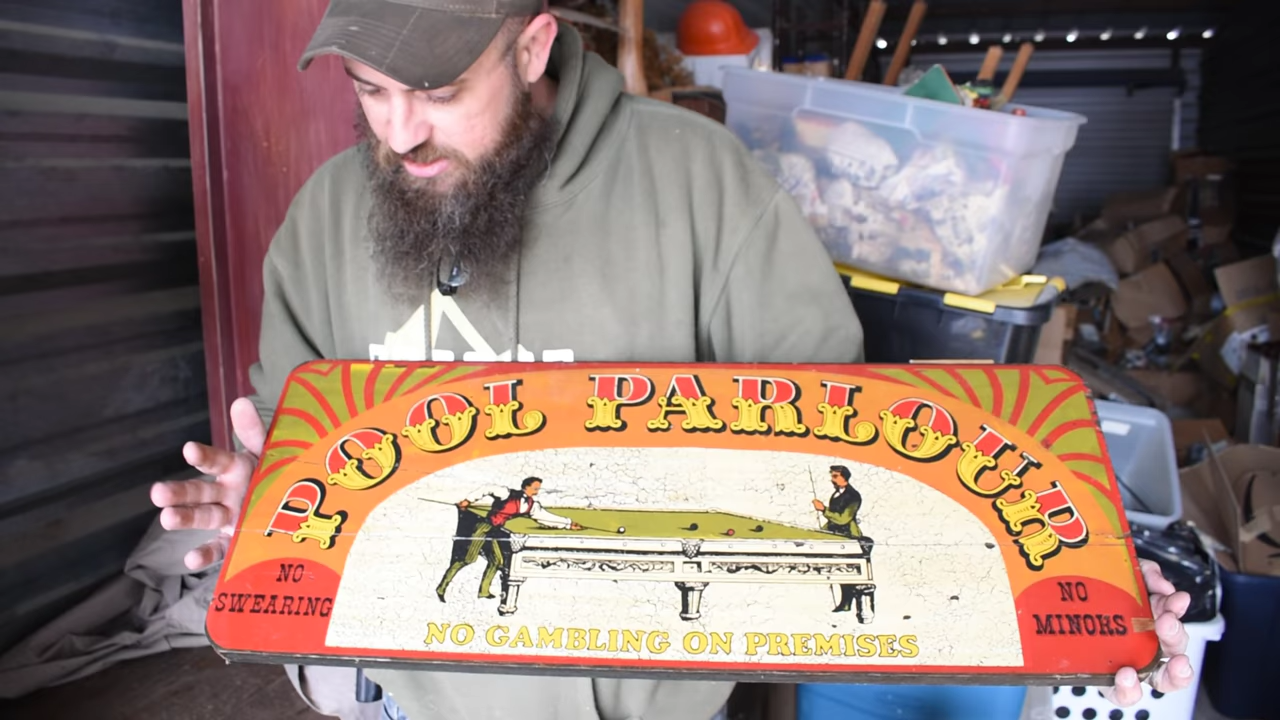 POOL PARLOUR
NO
SWEARING
NO
MINORS
NO GAMBLING ON PREMISES